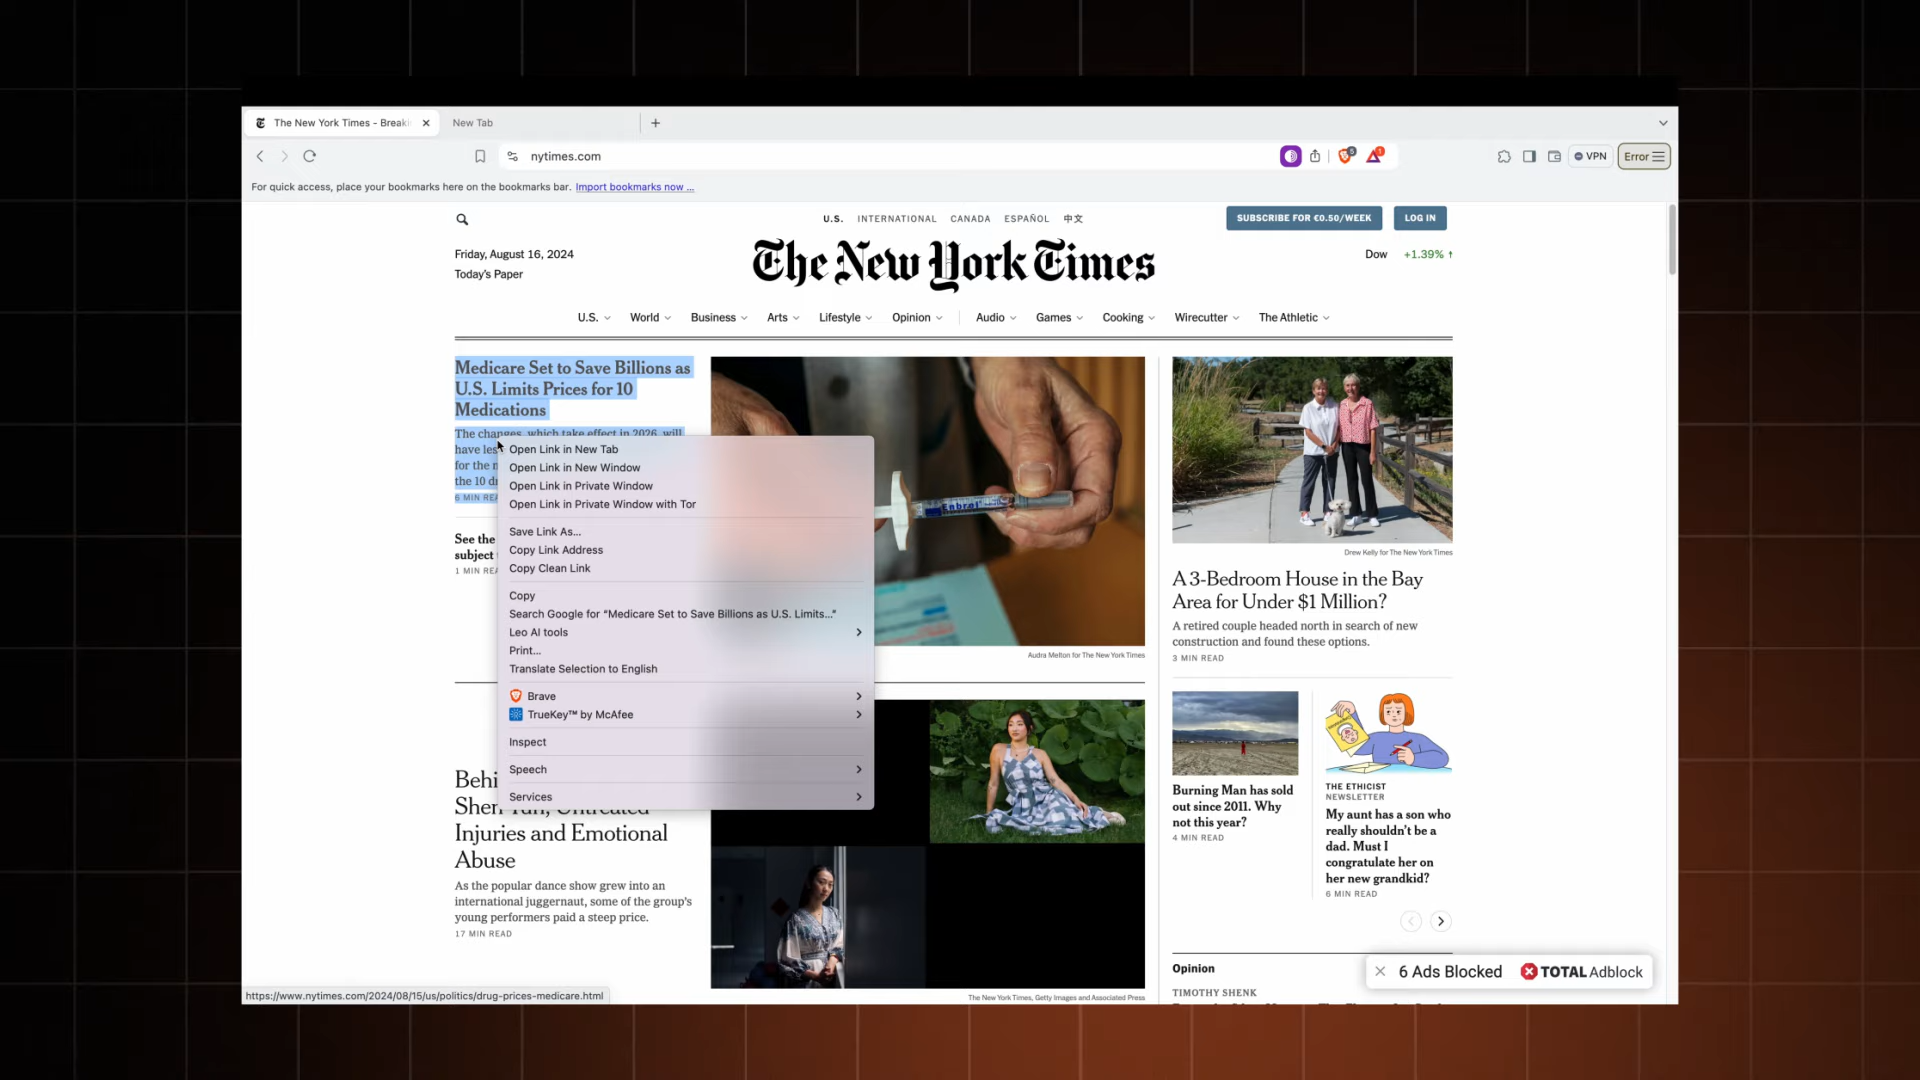 The New York Times - Breaki
New Tab
nytimes.com
3
1
VPN
Error
For quick access, place your bookmarks here on the bookmarks bar. Import bookmarks now ...
U.S. INTERNATIONAL CANADA ESPAÑOL 中文
SUBSCRIBE FOR €0.50/WEEK
LOG IN
Friday, August 16, 2024
Today's Paper
The New York Times
Dow +1.39% ↑
U.S. World Business Arts Lifestyle Opinion Audio Games Cooking Wirecutter The Athletic
Medicare Set to Save Billions as
U.S. Limits Prices for 10
Medications
The changes, which take effect in 2026, will
have les
for the n
the 10 d
6 MIN REA
See the
subject
1 MIN REA
Open Link in New Tab
Open Link in New Window
Open Link in Private Window
Open Link in Private Window with Tor
Save Link As...
Copy Link Address
Copy Clean Link
Copy
Search Google for “Medicare Set to Save Billions as U.S. Limits...”
Leo AI tools
Print...
Translate Selection to English
Brave
TrueKey™ by McAfee
Inspect
Speech
Services
Enbrel
Audra Melton for The New York Times
Behi
Shen Yun, Untreated
Injuries and Emotional
Abuse
As the popular dance show grew into an
international juggernaut, some of the group's
young performers paid a steep price.
17 MIN READ
The New York Times, Getty Images and Associated Press
Drew Kelly for The New York Times
A 3-Bedroom House in the Bay
Area for Under $1 Million?
A retired couple headed north in search of new
construction and found these options.
3 MIN READ
Burning Man has sold
out since 2011. Why
not this year?
4 MIN READ
THE ETHICIST
NEWSLETTER
My aunt has a son who
really shouldn't be a
dad. Must I
congratulate her on
her new grandkid?
6 MIN READ
Opinion
TIMOTHY SHENK
6 Ads Blocked
TOTAL Adblock
https://www.nytimes.com/2024/08/15/us/politics/drug-prices-medicare.html